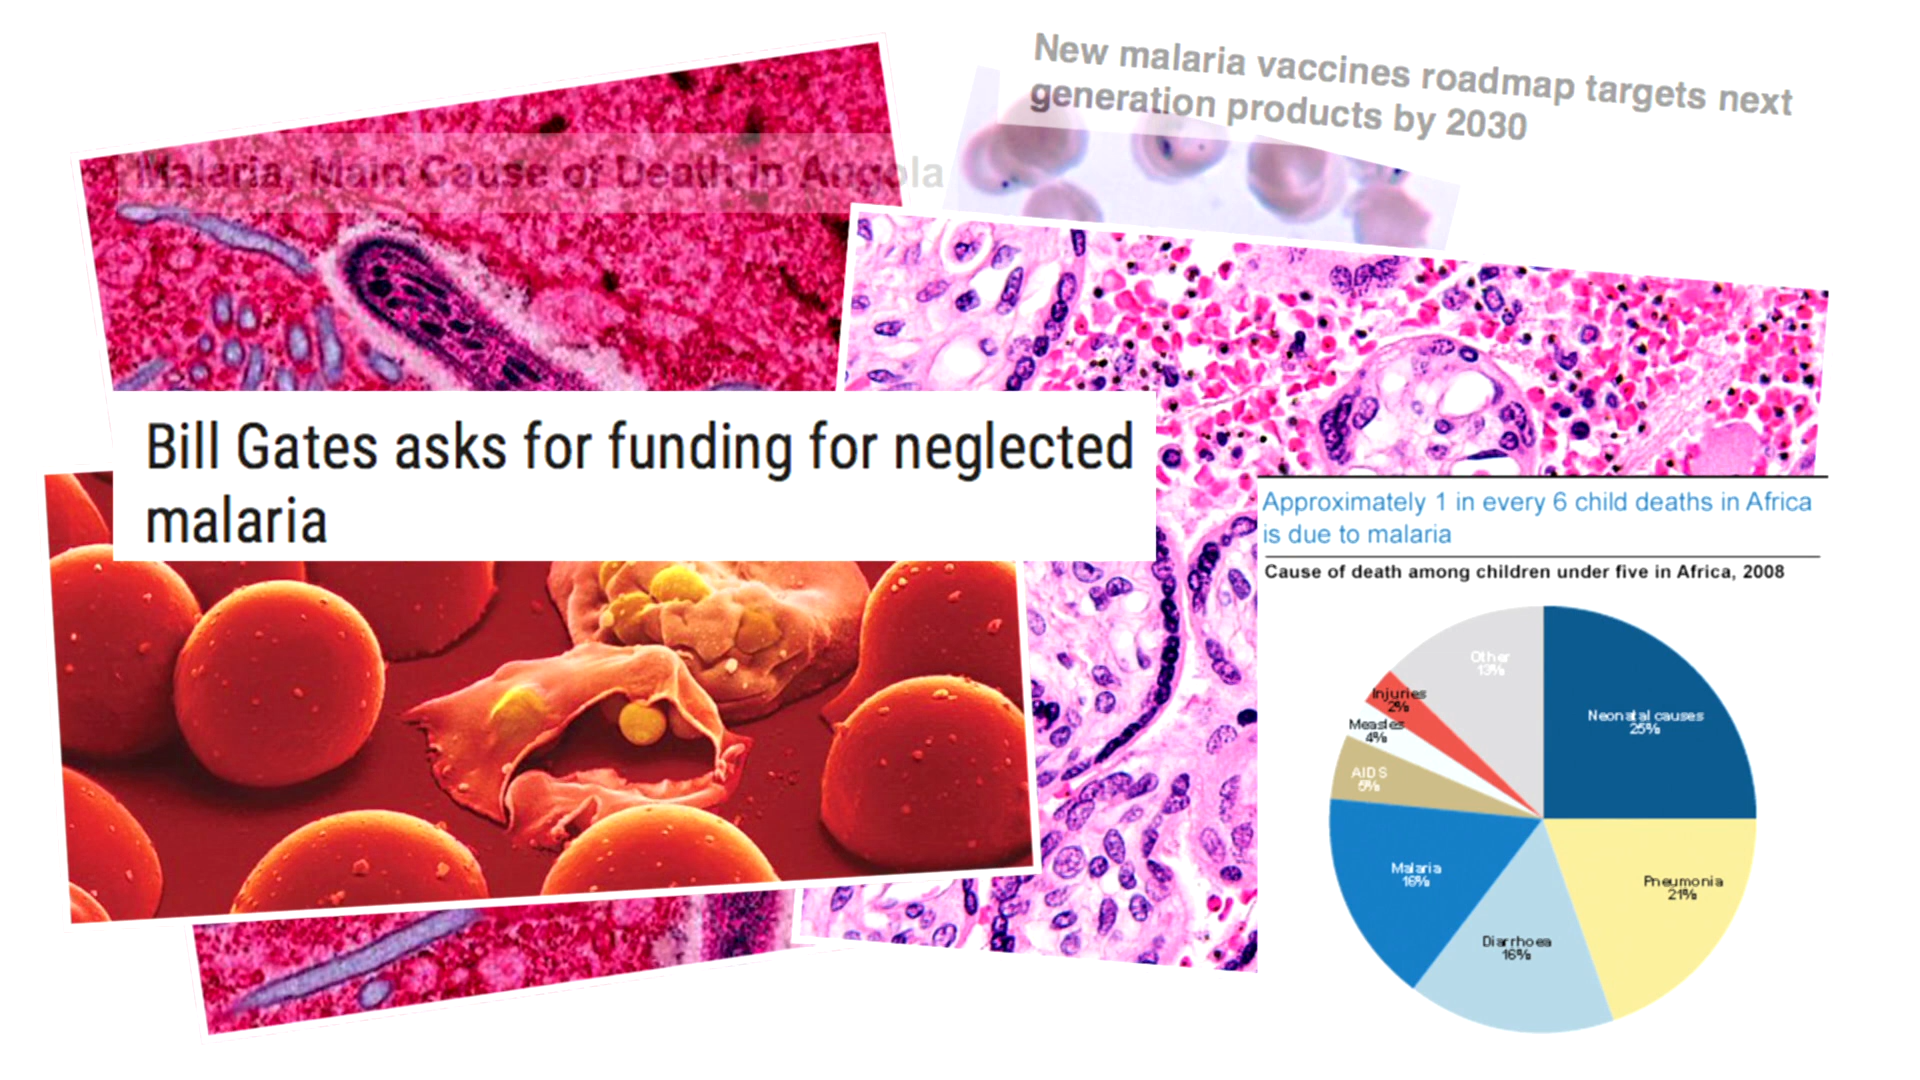 New malaria vaccines roadmap targets next
generation products by 2030
Malaria, Main Cause of Death in Angola
Bill Gates asks for funding for neglected
malaria
Approximately 1 in every 6 child deaths in Africa
is due to malaria
Cause of death among children under five in Africa, 2008
Other
13%
Injuries
2%
Measles
4%
AIDS
5%
Malaria
16%
Diarrhoea
16%
Pneumonia
21%
Neonatal causes
25%